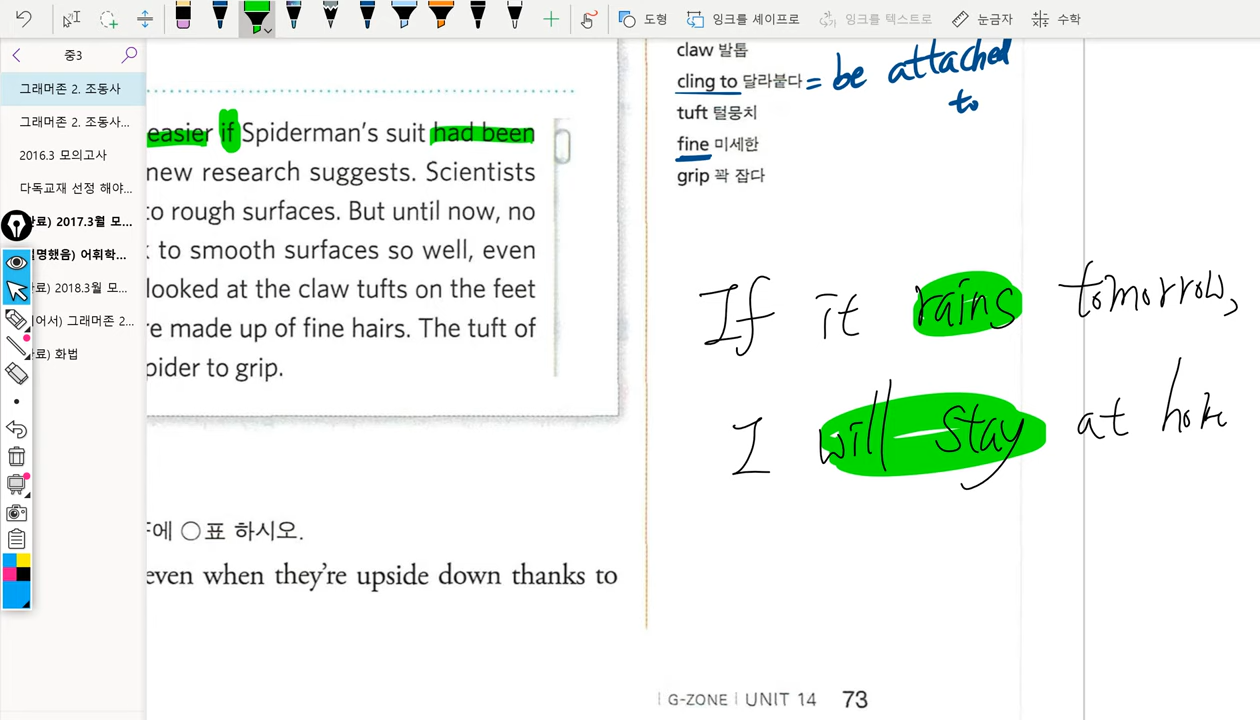 도형
잉크를 셰이프로
잉크를 텍스트로
눈금자
수학
중3
그래머존 2. 조동사
그래머존 2. 조동사...
2016.3 모의고사
다독교재 선정 해야...
료) 2017.3월 모...
명했음) 어휘학...
료) 2018.3월 모...
어서) 그래머존 2...
료) 화법
easier if Spiderman's suit had been
new research suggests. Scientists
to rough surfaces. But until now, no
to smooth surfaces so well, even
looked at the claw tufts on the feet
re made up of fine hairs. The tuft of
pider to grip.
에 ○표 하시오.
even when they're upside down thanks to
claw 발톱
cling to 달라붙다 = be attached
to
tuft 털뭉치
fine 미세한
grip 꽉 잡다
If it rains tomorrow,
I will stay at home
G-ZONE | UNIT 14 73